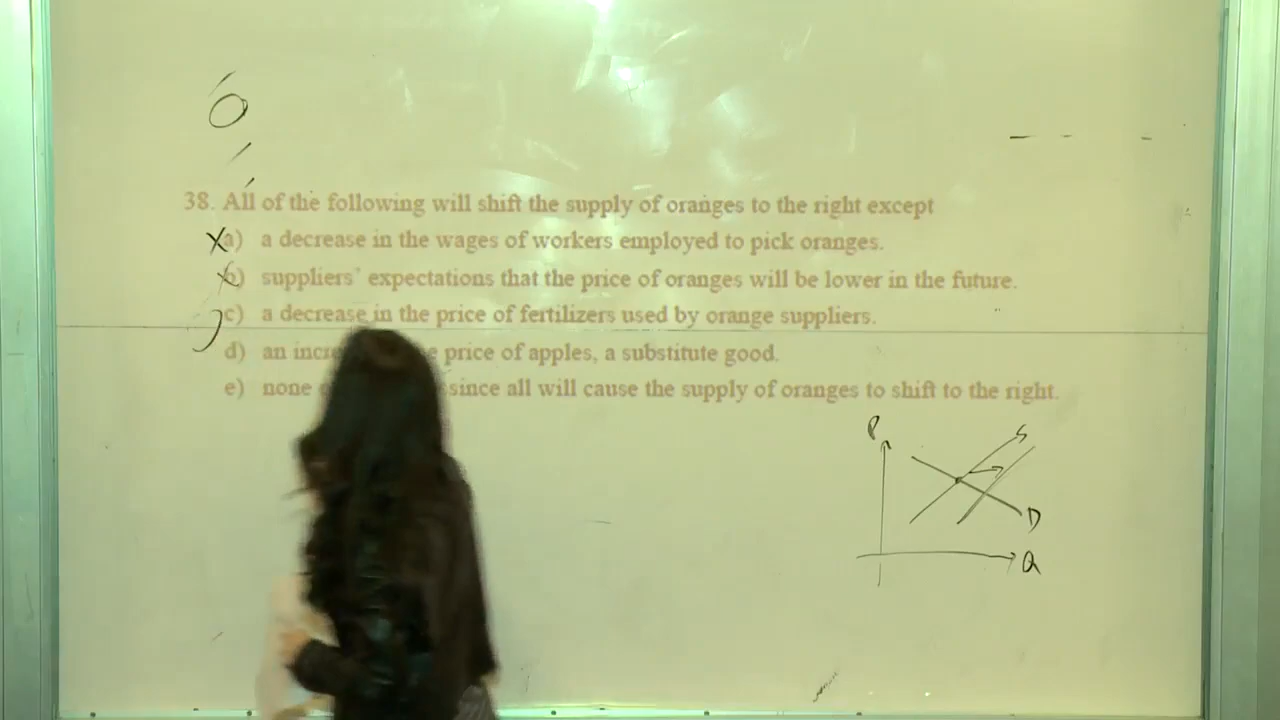 38. All of the following will shift the supply of oranges to the right except
a) a decrease in the wages of workers employed to pick oranges.
b) suppliers' expectations that the price of oranges will be lower in the future.
c) a decrease in the price of fertilizers used by orange suppliers.
d) an price of apples, a substitute good.
e) none since all will cause the supply of oranges to shift to the right.
P
S
D
Q